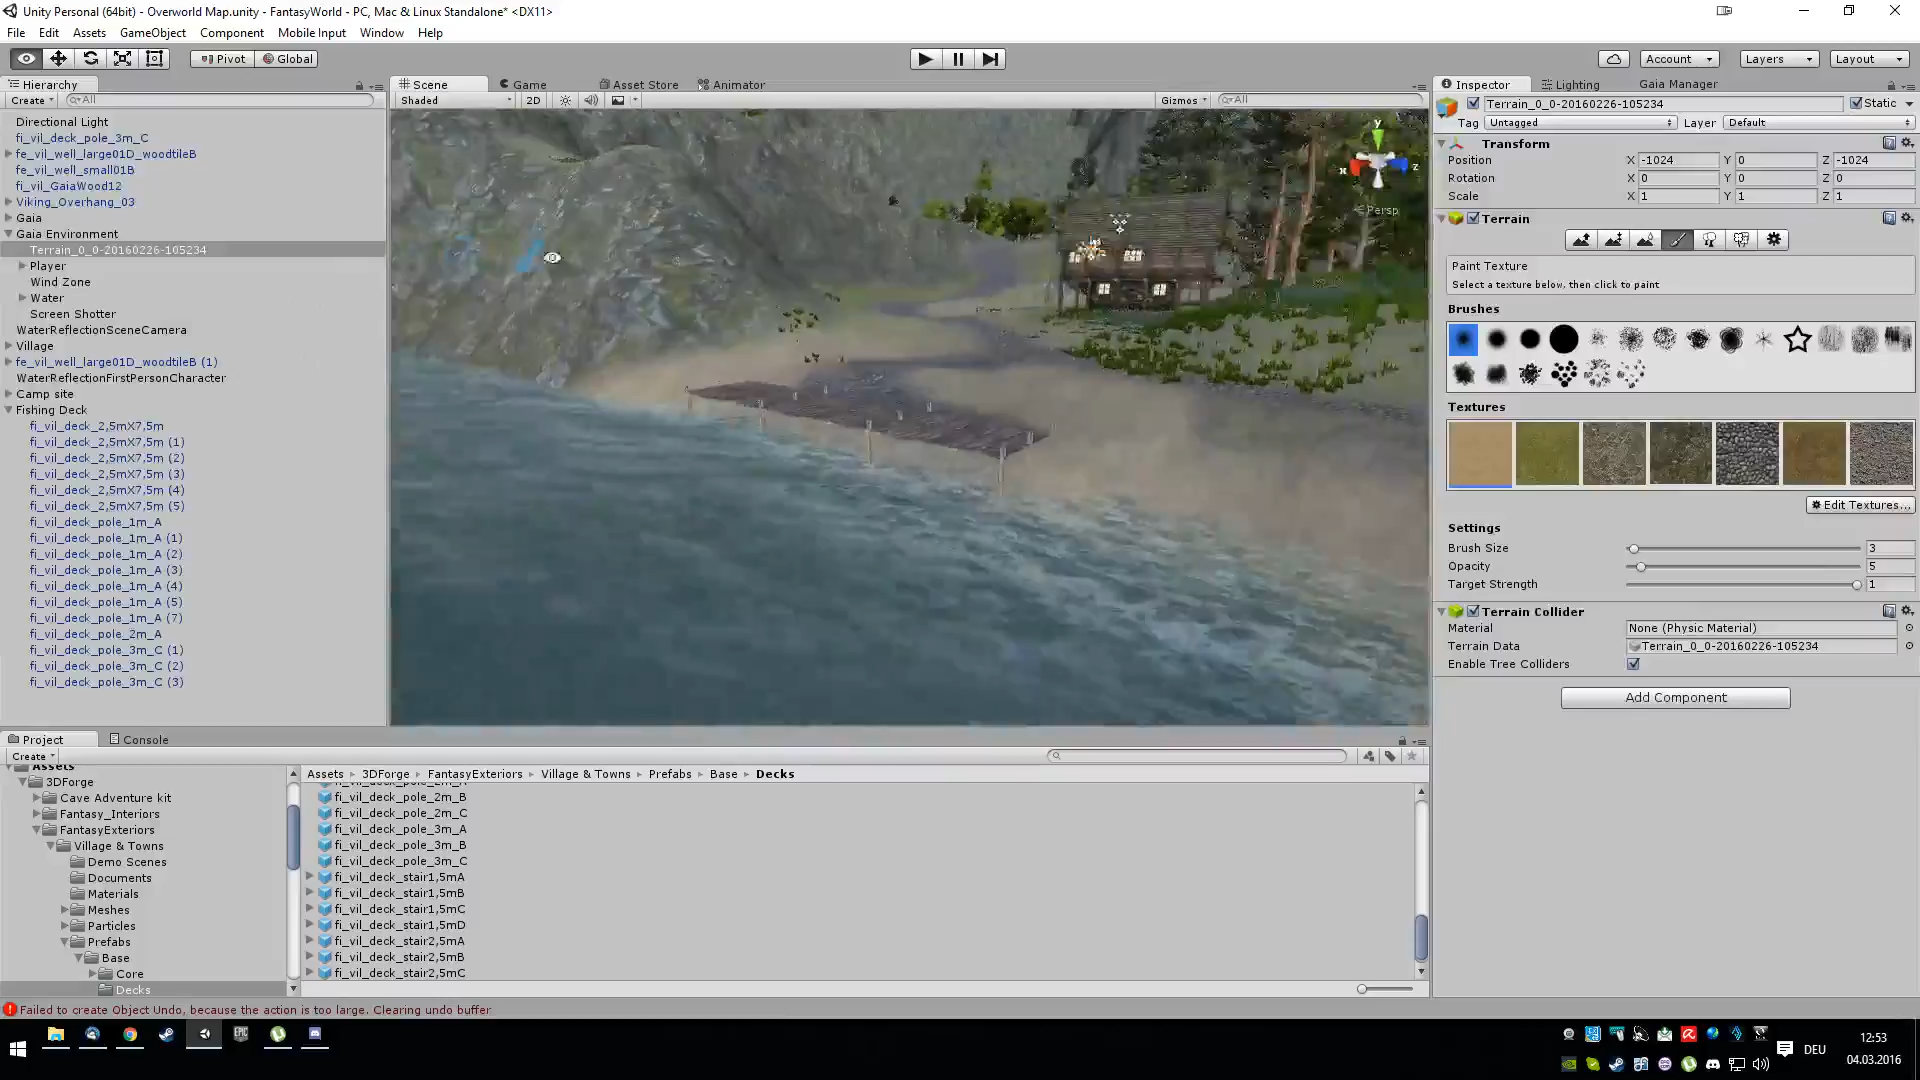 Unity Personal (64bit) - Overworld Map.unity - FantasyWorld - PC, Mac & Linux Standalone* <DX11>
File Edit Assets GameObject Component Mobile Input Window Help
Pivot Global Account Layers Layout
Hierarchy
Create All
Directional Light
fi_vil_deck_pole_3m_C
fe_vil_well_large01D_woodtileB
fe_vil_well_small01B
fi_vil_GaiaWood12
Viking_Overhang_03
Gaia
Gaia Environment
Terrain_0_0-20160226-105234
Player
Wind Zone
Water
Screen Shotter
WaterReflectionSceneCamera
Village
fe_vil_well_large01D_woodtileB (1)
WaterReflectionFirstPersonCharacter
Camp site
Fishing Deck
fi_vil_deck_2,5mX7,5m
fi_vil_deck_2,5mX7,5m (1)
fi_vil_deck_2,5mX7,5m (2)
fi_vil_deck_2,5mX7,5m (3)
fi_vil_deck_2,5mX7,5m (4)
fi_vil_deck_2,5mX7,5m (5)
fi_vil_deck_pole_1m_A
fi_vil_deck_pole_1m_A (1)
fi_vil_deck_pole_1m_A (2)
fi_vil_deck_pole_1m_A (3)
fi_vil_deck_pole_1m_A (4)
fi_vil_deck_pole_1m_A (5)
fi_vil_deck_pole_1m_A (7)
fi_vil_deck_pole_2m_A
fi_vil_deck_pole_3m_C (1)
fi_vil_deck_pole_3m_C (2)
fi_vil_deck_pole_3m_C (3)
Scene Game Asset Store Animator
Shaded 2D Gizmos All
y
x z
Persp
Inspector Lighting Gaia Manager
Terrain_0_0-20160226-105234 Static
Tag Untagged Layer Default
Transform
Position X -1024 Y 0 Z -1024
Rotation X 0 Y 0 Z 0
Scale X 1 Y 1 Z 1
Terrain
Paint Texture
Select a texture below, then click to paint
Brushes
Textures
Edit Textures...
Settings
Brush Size 3
Opacity 5
Target Strength 1
Terrain Collider
Material None (Physic Material)
Terrain Data Terrain_0_0-20160226-105234
Enable Tree Colliders
Add Component
Project Console
Create
Assets
3DForge
Cave Adventure kit
Fantasy_Interiors
FantasyExteriors
Village & Towns
Demo Scenes
Documents
Materials
Meshes
Particles
Prefabs
Base
Core
Decks
Assets 3DForge FantasyExteriors Village & Towns Prefabs Base Decks
fi_vil_deck_pole_2m_B
fi_vil_deck_pole_2m_C
fi_vil_deck_pole_3m_A
fi_vil_deck_pole_3m_B
fi_vil_deck_pole_3m_C
fi_vil_deck_stair1,5mA
fi_vil_deck_stair1,5mB
fi_vil_deck_stair1,5mC
fi_vil_deck_stair1,5mD
fi_vil_deck_stair2,5mA
fi_vil_deck_stair2,5mB
fi_vil_deck_stair2,5mC
Failed to create Object Undo, because the action is too large. Clearing undo buffer
EPIC
DEU
12:53
04.03.2016